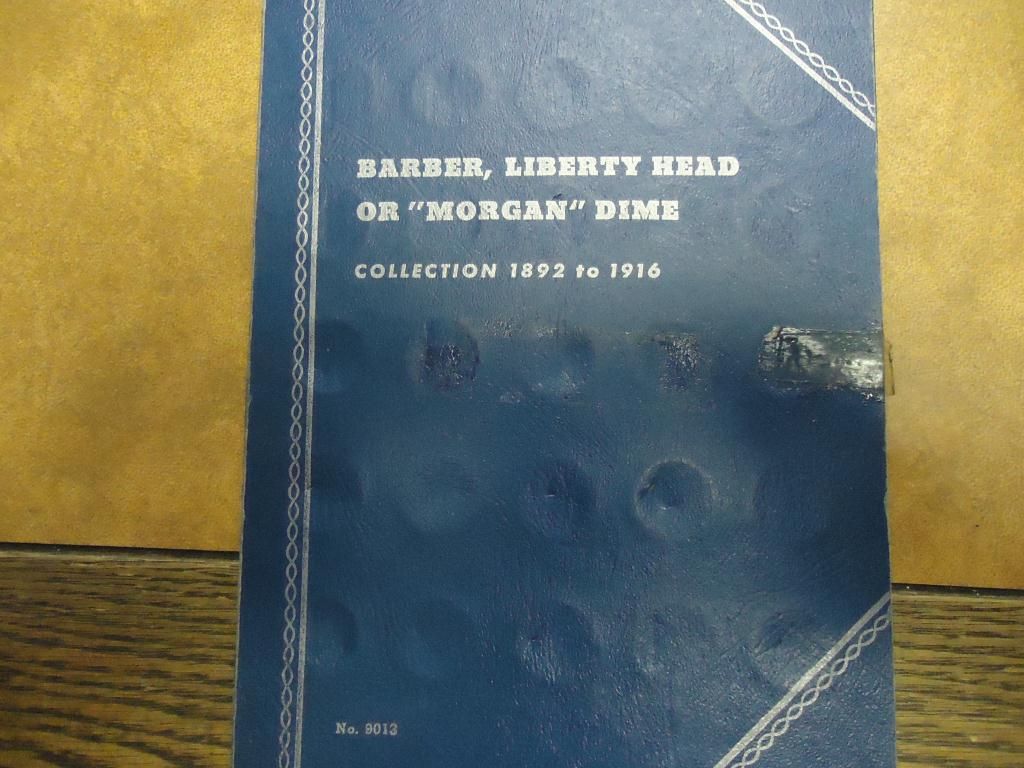 BARBER, LIBERTY HEAD
OR "MORGAN" DIME
COLLECTION 1892 to 1916
No. 9013